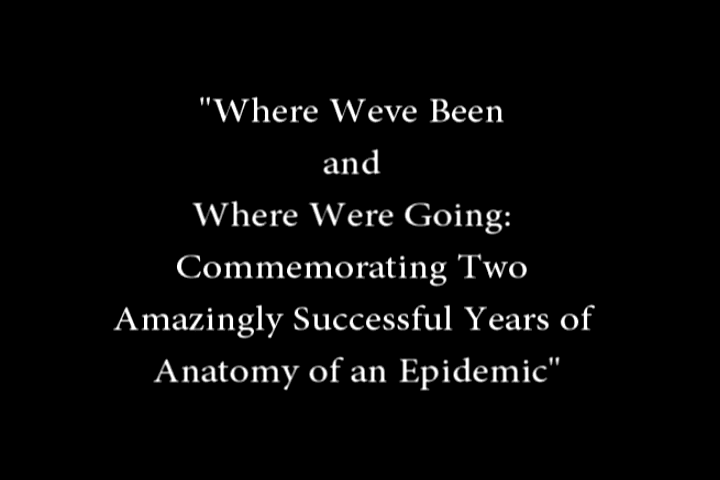 "Where Weve Been
and
Where Were Going:
Commemorating Two
Amazingly Successful Years of
Anatomy of an Epidemic"